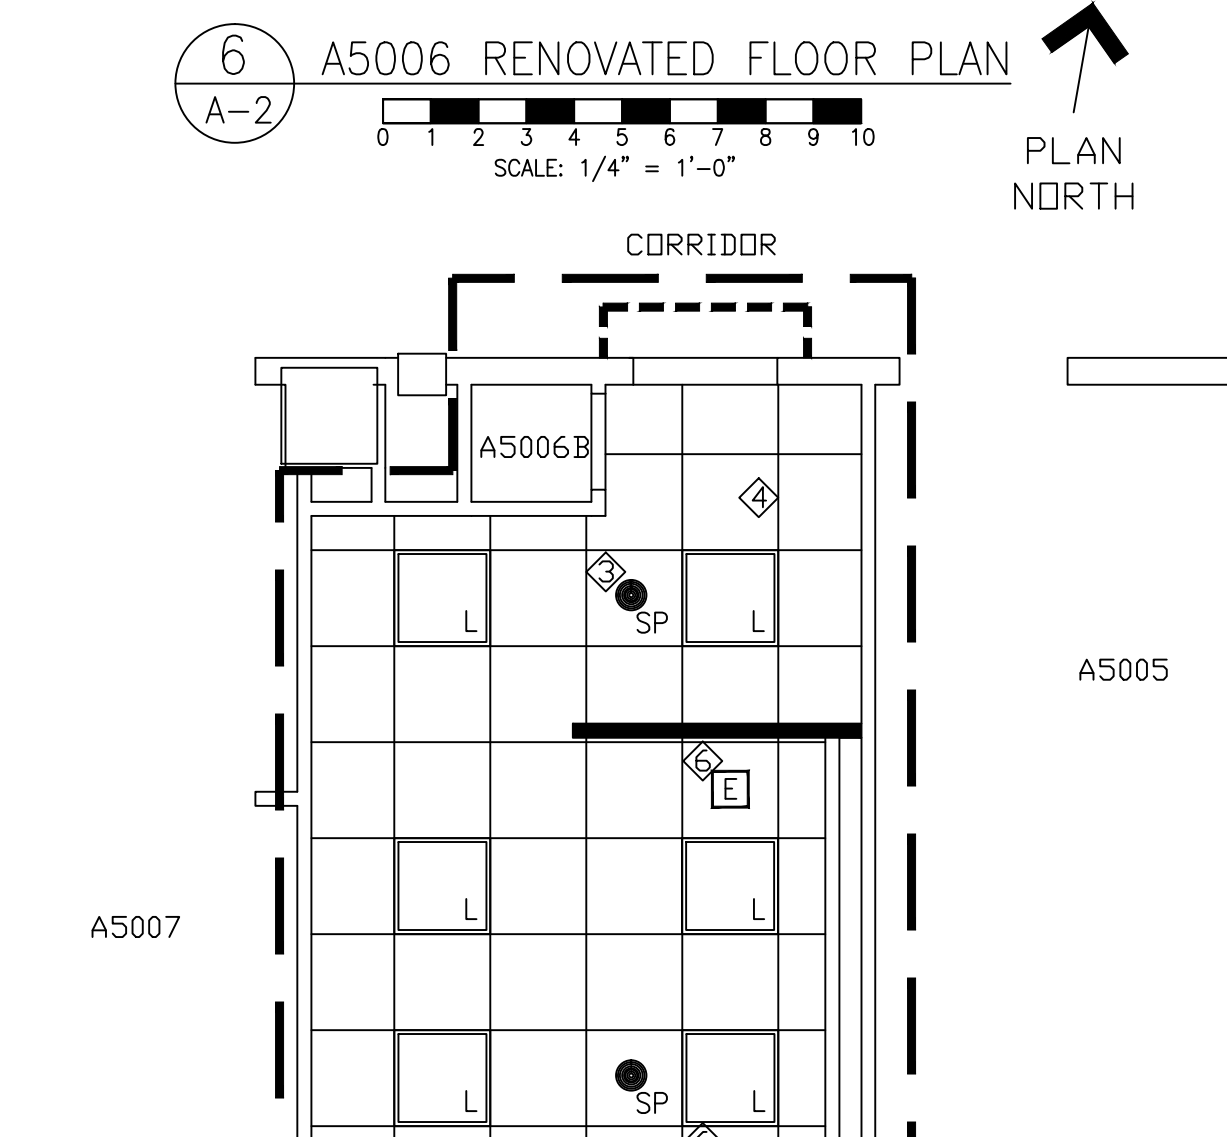 6
A-2
A5006 RENOVATED FLOOR PLAN
0 1 2 3 4 5 6 7 8 9 10
SCALE: 1/4" = 1'-0"
PLAN
NORTH
CORRIDOR
A5006B
4
3
SP
L
L
A5005
6
E
L
L
A5007
L
SP
L